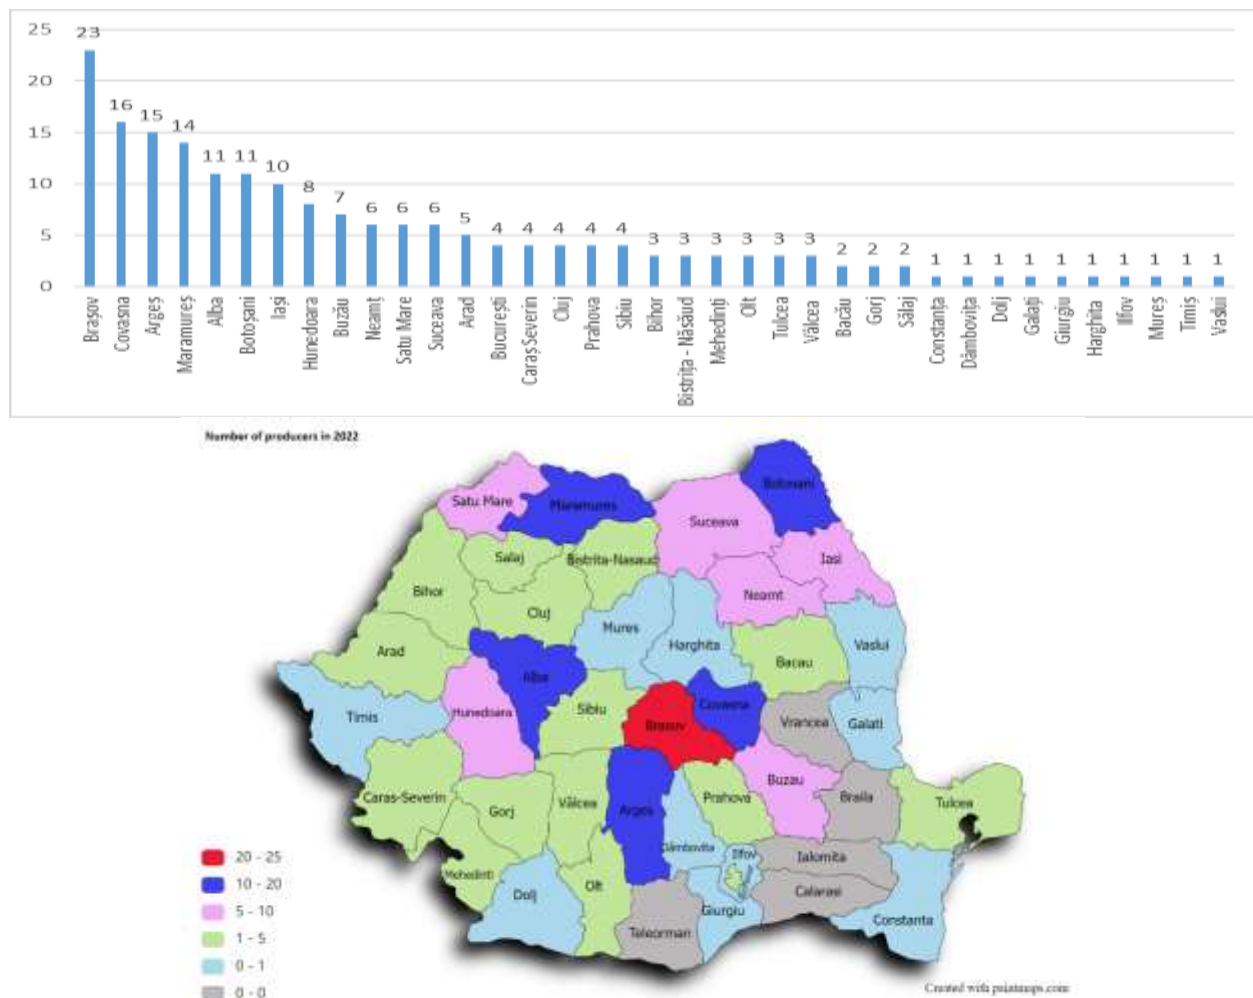 25
20
15
10
5
0
23
16
15
14
11
11
10
8
7
6
6
6
5
4
4
4
4
4
3
3
3
3
3
3
2
2
2
1
1
1
1
1
1
1
1
1
1
Brașov
Covasna
Argeș
Maramureș
Alba
Botoșani
Iași
Hunedoara
Buzău
Neamț
Satu Mare
Suceava
Arad
București
Caraș Severin
Cluj
Prahova
Sibiu
Bihor
Bistrița - Năsăud
Mehedinți
Olt
Tulcea
Vâlcea
Bacău
Gorj
Sălaj
Constanța
Dâmbovița
Dolj
Galați
Giurgiu
Harghita
Ilfov
Mureș
Timiș
Vaslui
Number of producers in 2022
Botosani
Satu Mare
Maramures
Suceava
Salaj
Bistrita-Nasaud
Iasi
Bihor
Neamt
Cluj
Mures
Harghita
Vaslui
Arad
Bacau
Alba
Timis
Hunedoara
Sibiu
Brasov
Covasna
Vrancea
Galati
Buzau
Caras-Severin
Gorj
Vâlcea
Arges
Prahova
Braila
Tulcea
Dâmbovita
Ilfov
Ialomita
Mehedinti
Dolj
Olt
Calarasi
Giurgiu
Constanta
Teleorman
20 - 25
10 - 20
5 - 10
1 - 5
0 - 1
0 - 0
Created with paintmaps.com